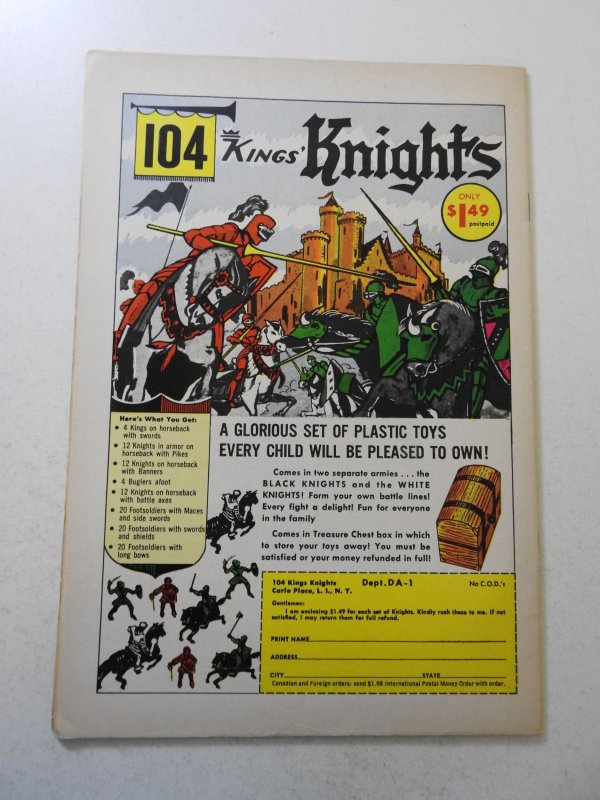 104 KINGS' Knights
ONLY
$1.49
postpaid
Here's What You Get:
• 4 Kings on horseback
with swords
• 12 Knights in armor on
horseback with Pikes
• 12 Knights on horseback
with Banners
• 4 Buglers afoot
• 12 Knights on horseback
with battle axes
• 20 Footsoldiers with Maces
and side swords
• 20 Footsoldiers with swords
and shields
• 20 Footsoldiers with
long bows
A GLORIOUS SET OF PLASTIC TOYS
EVERY CHILD WILL BE PLEASED TO OWN!
Comes in two separate armies . . . the
BLACK KNIGHTS and the WHITE
KNIGHTS! Form your own battle lines!
Every fight a delight! Fun for everyone
in the family
Comes in Treasure Chest box in which
to store your toys away! You must be
satisfied or your money refunded in full!
104 Kings Knights Dept. DA-1 No C.O.D.'s
Carle Place, L. I., N. Y.
Gentlemen:
I am enclosing $1.49 for each set of Knights. Kindly rush these to me. If not
satisfied, I may return them for full refund.
PRINT NAME
ADDRESS
CITY STATE
Canadian and Foreign orders: send $1.98 International Postal Money Order with order.